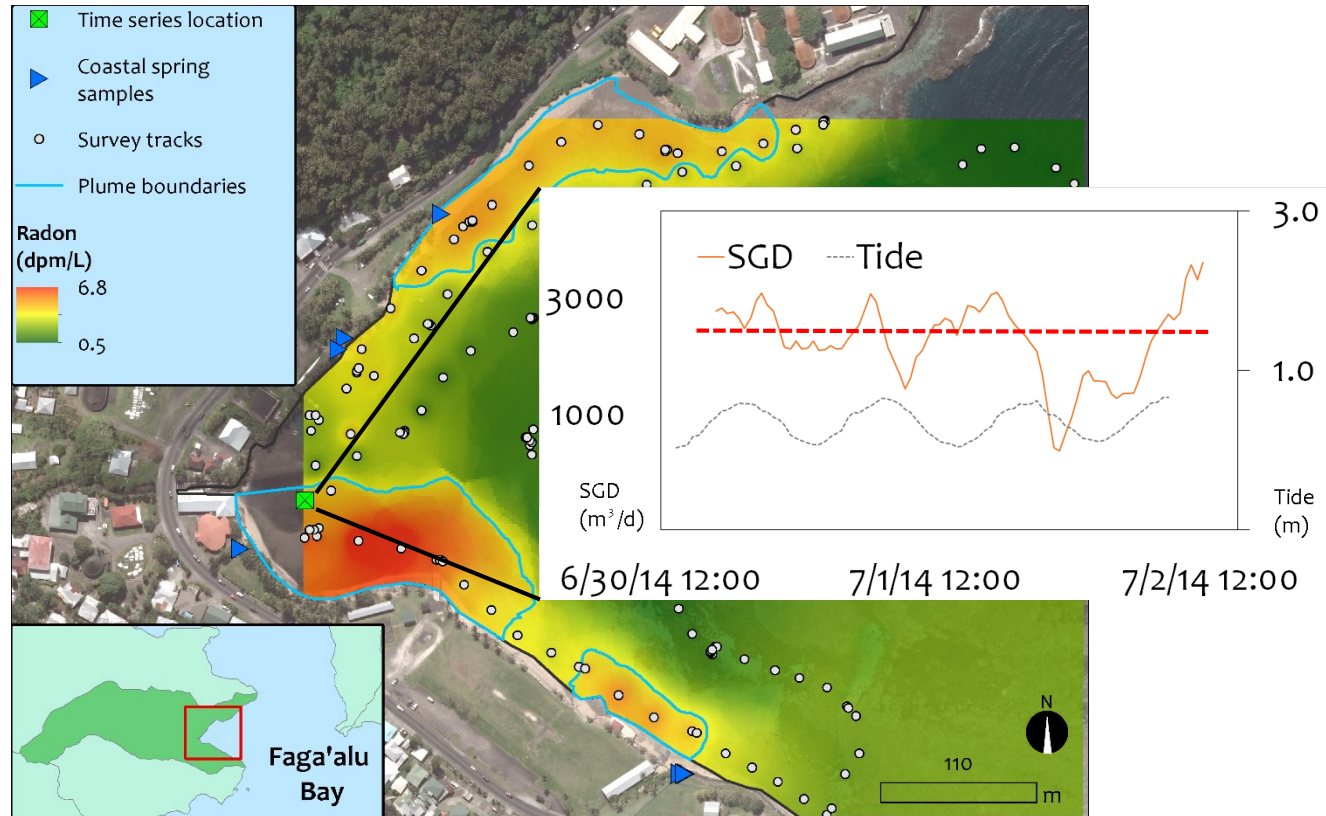 Time series location
Coastal spring
samples
Survey tracks
Plume boundaries
Radon
(dpm/L)
6.8
0.5
SGD
Tide
3.0
3000
1.0
1000
SGD
(m³/d)
Tide
(m)
6/30/14 12:00
7/1/14 12:00
7/2/14 12:00
Faga'alu
Bay
N
110
m